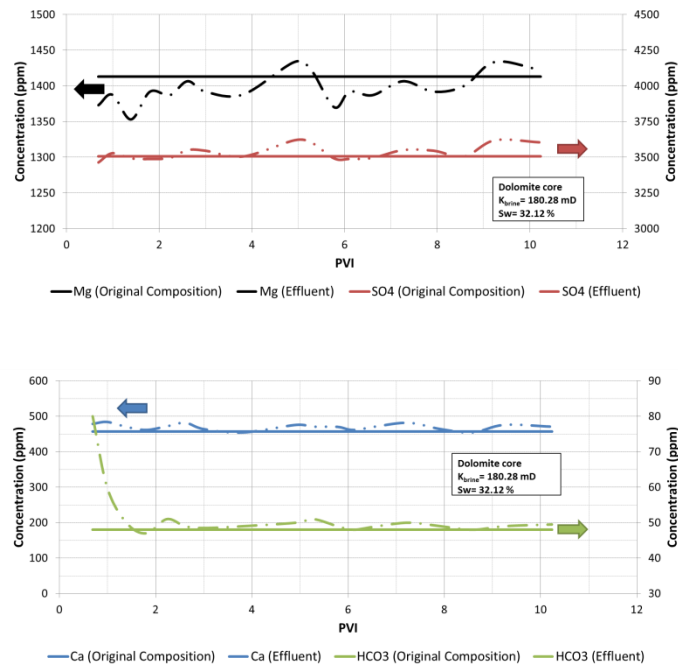 1500
1400
1300
1200
Concentration (ppm)
4500
4000
3500
3000
Concentration (ppm)
1450
1350
1250
4250
3750
3250
Dolomite core
Kbrine= 180.28 mD
Sw= 32.12 %
0 2 4 6 8 10 12
PVI
Mg (Original Composition) Mg (Effluent) SO4 (Original Composition) SO4 (Effluent)
600
500
400
300
200
100
0
Concentration (ppm)
90
80
70
60
50
40
30
Concentration (ppm)
Dolomite core
Kbrine= 180.28 mD
Sw= 32.12 %
0 2 4 6 8 10 12
PVI
Ca (Original Composition) Ca (Effluent) HCO3 (Original Composition) HCO3 (Effluent)